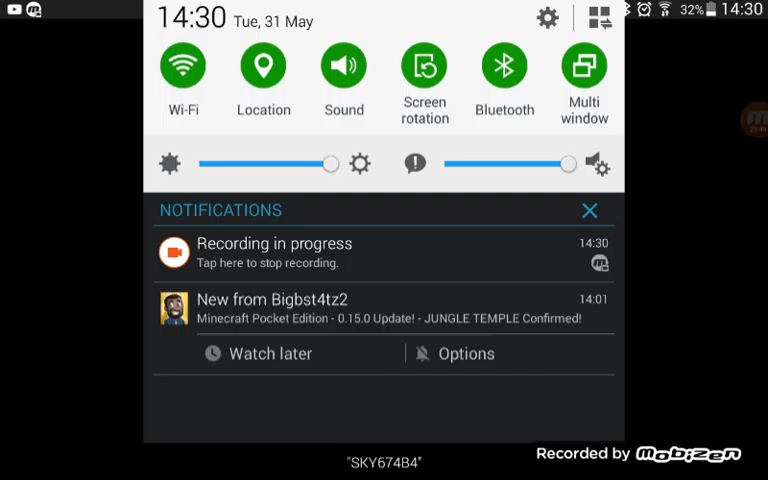 14:30 Tue, 31 May
32% 14:30
Wi-Fi
Location
Sound
Screen rotation
Bluetooth
Multi window
NOTIFICATIONS
Recording in progress
14:30
Tap here to stop recording.
New from Bigbst4tz2
14:01
Minecraft Pocket Edition - 0.15.0 Update! - JUNGLE TEMPLE Confirmed!
Watch later
Options
"SKY674B4"
Recorded by mobizen